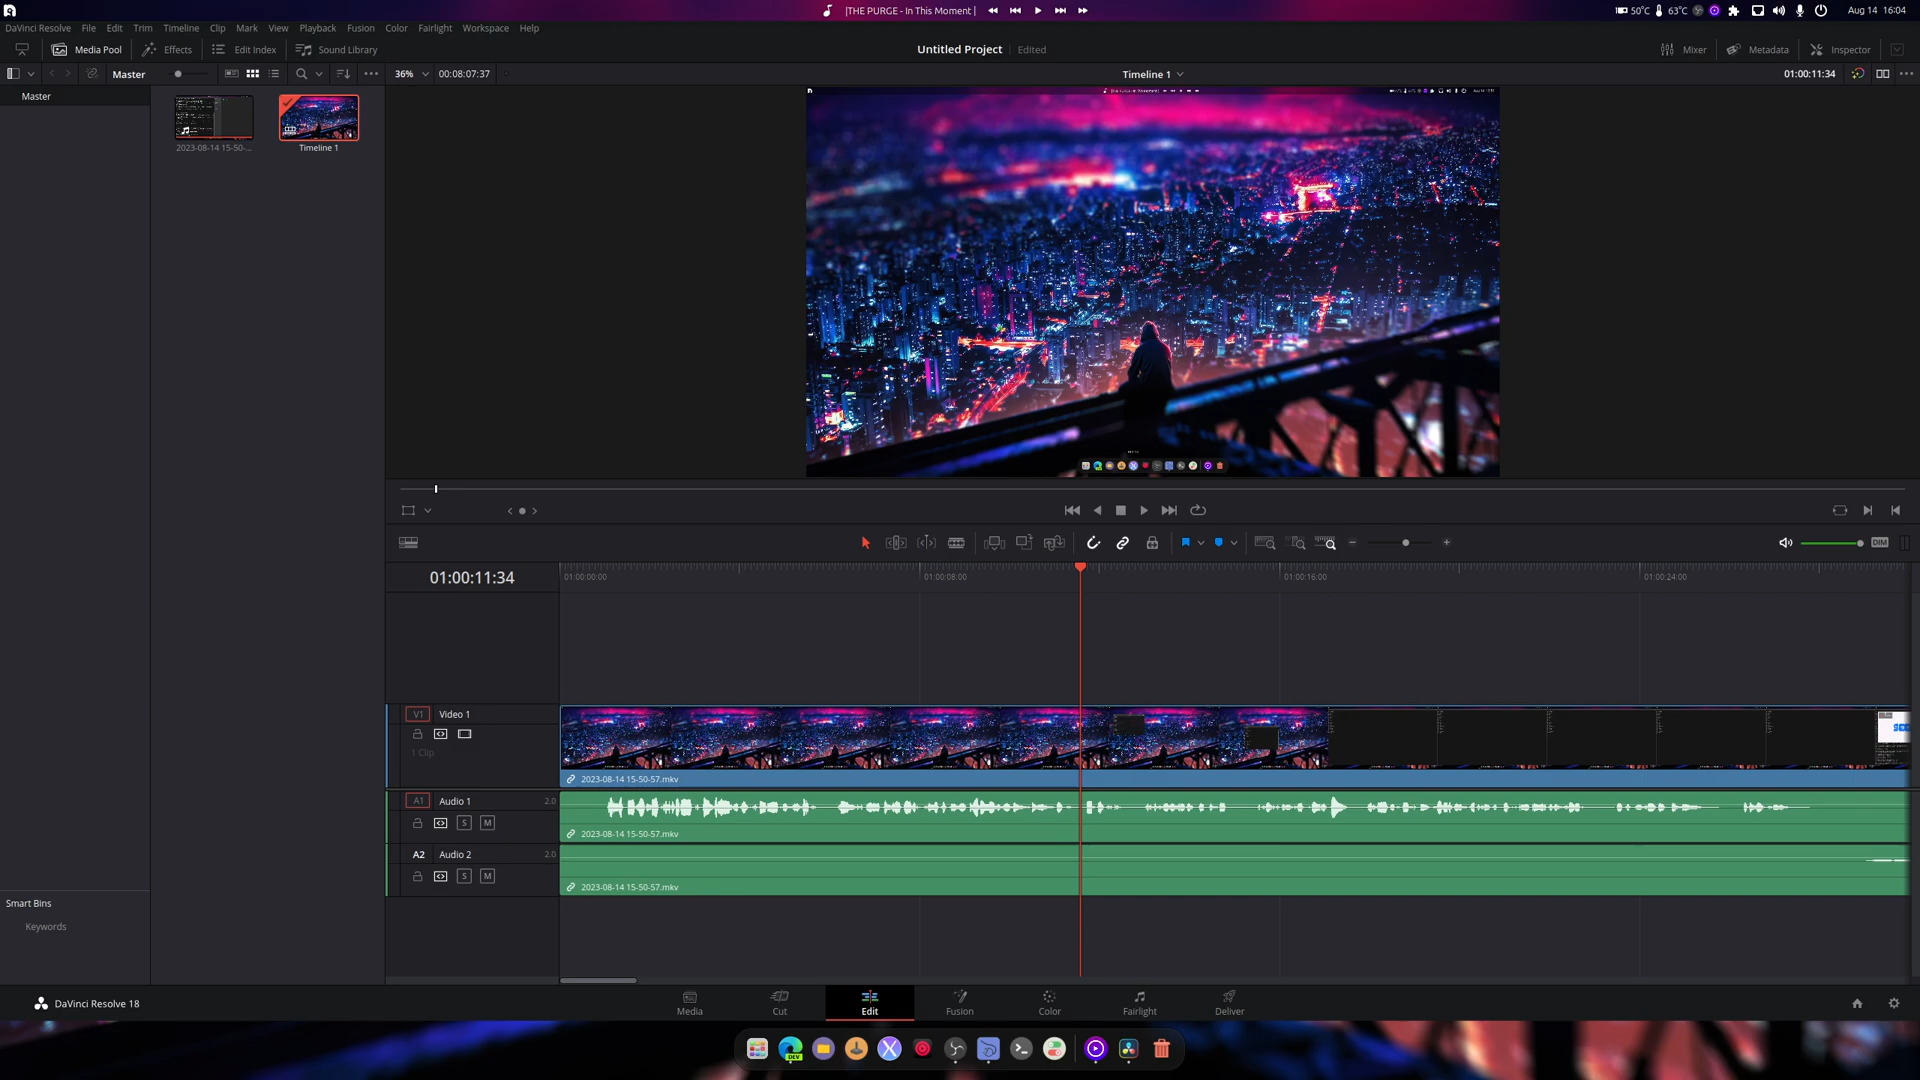 [THE PURGE - In This Moment ]
50°C 63°C Aug 14 16:04
DaVinci Resolve File Edit Trim Timeline Clip Mark View Playback Fusion Color Fairlight Workspace Help
Media Pool Effects Edit Index Sound Library Untitled Project Edited Mixer Metadata Inspector
Master 36% 00:08:07:37 Timeline 1 01:00:11:34
Master
2023-08-14 15-50-... Timeline 1
DIM
01:00:11:34 01:00:00:00 01:00:08:00 01:00:16:00 01:00:24:00
V1 Video 1
1 Clip
2023-08-14 15-50-57.mkv
A1 Audio 1 2.0
S M
2023-08-14 15-50-57.mkv
A2 Audio 2 2.0
S M
2023-08-14 15-50-57.mkv
Smart Bins
Keywords
DaVinci Resolve 18
Media Cut Edit Fusion Color Fairlight Deliver
DEV